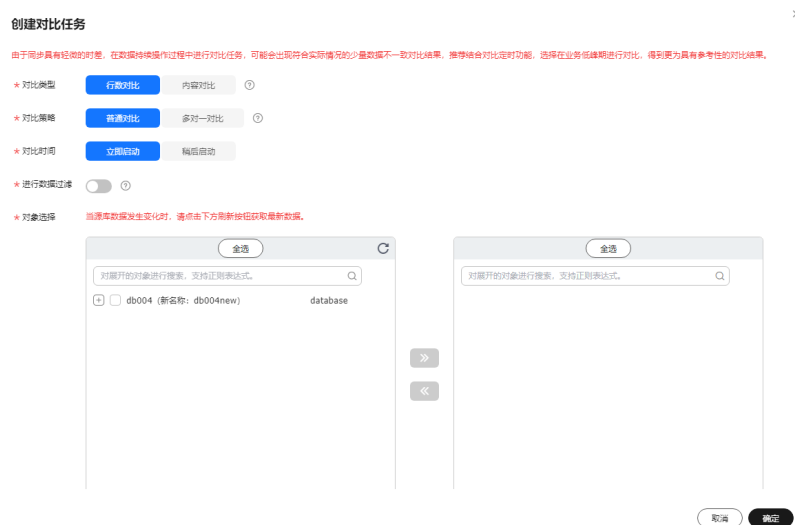 创建对比任务
由于同步具有轻微的时差，在数据持续操作过程中进行对比任务，可能会出现符合实际情况的少量数据不一致对比结果，推荐结合对比定时功能，选择在业务低峰期进行对比，得到更为具有参考性的对比结果。
★ 对比类型 行数对比 内容对比 ?
★ 对比策略 普通对比 多对一对比 ?
★ 对比时间 立即启动 稍后启动
★ 进行数据过滤 ?
★ 对象选择 当源库数据发生变化时，请点击下方刷新按钮获取最新数据。
全选 全选
对展开的对象进行搜索，支持正则表达式。 对展开的对象进行搜索，支持正则表达式。
db004（新名称：db004new） database
取消 确定